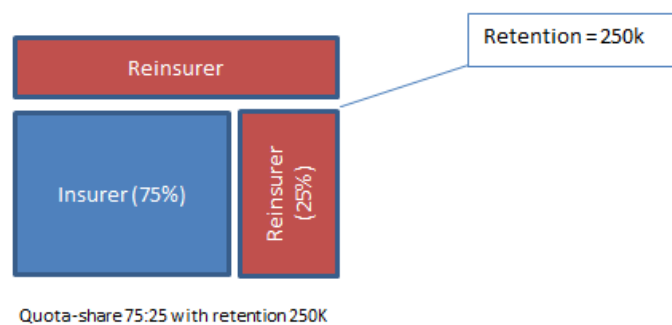 Retention = 250k
Reinsurer
Insurer (75%)
Reinsurer
(25%)
Quota-share 75:25 with retention 250K